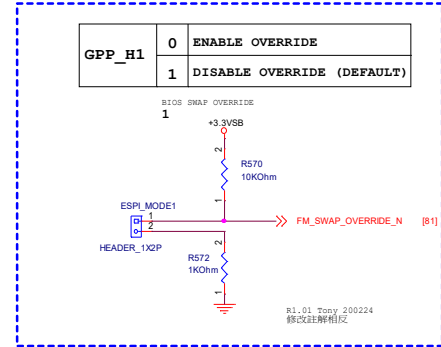 GPP_H1
0 ENABLE OVERRIDE
1 DISABLE OVERRIDE (DEFAULT)
BIOS SWAP OVERRIDE
1
+3.3VSB
2
R570
10KOhm
1
ESPI_MODE1
1
2
HEADER_1X2P
FM_SWAP_OVERRIDE_N [81]
2
R572
1KOhm
1
R1.01 Tony 200224
修改註解相反